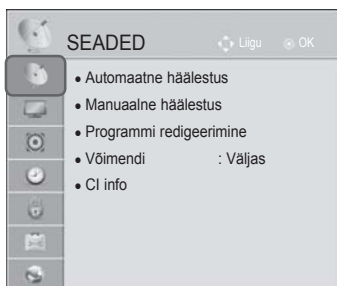 SEADED Liigu OK
• Automaatne häälestus
• Manuaalne häälestus
• Programmi redigeerimine
• Võimendi : Väljas
• CI info